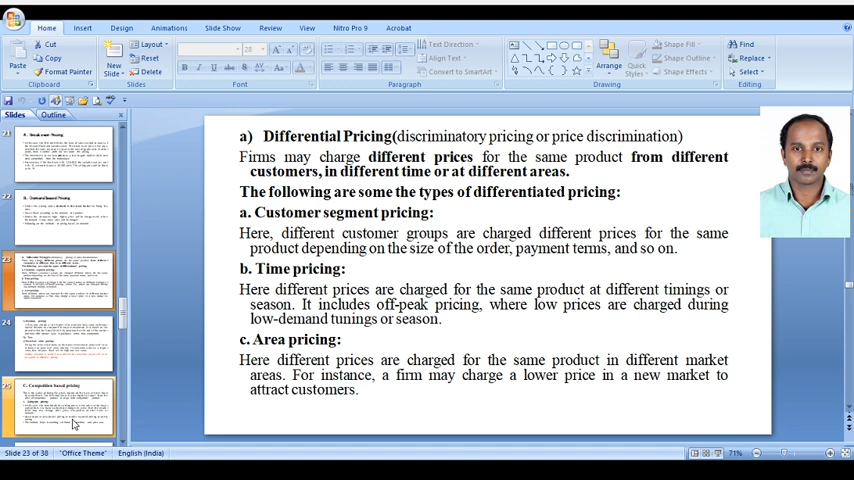 Home Insert Design Animations Slide Show Review View Nitro Pro 9 Acrobat
Cut
Copy
Format Painter
Paste
Clipboard
New
Slide
Layout
Reset
Delete
Slides
28
Font
Paragraph
Text Direction
Align Text
Convert to SmartArt
Arrange
Quick
Styles
Shape Fill
Shape Outline
Shape Effects
Drawing
Find
Replace
Select
Editing
Slides Outline
21
22
23
24
25
C. Competition based pricing
a) Differential Pricing(discriminatory pricing or price discrimination)
Firms may charge different prices for the same product from different
customers, in different time or at different areas.
The following are some the types of differentiated pricing:
a. Customer segment pricing:
Here, different customer groups are charged different prices for the same
product depending on the size of the order, payment terms, and so on.
b. Time pricing:
Here different prices are charged for the same product at different timings or
season. It includes off-peak pricing, where low prices are charged during
low-demand tunings or season.
c. Area pricing:
Here different prices are charged for the same product in different market
areas. For instance, a firm may charge a lower price in a new market to
attract customers.
Slide 23 of 38 "Office Theme" English (India)
71%